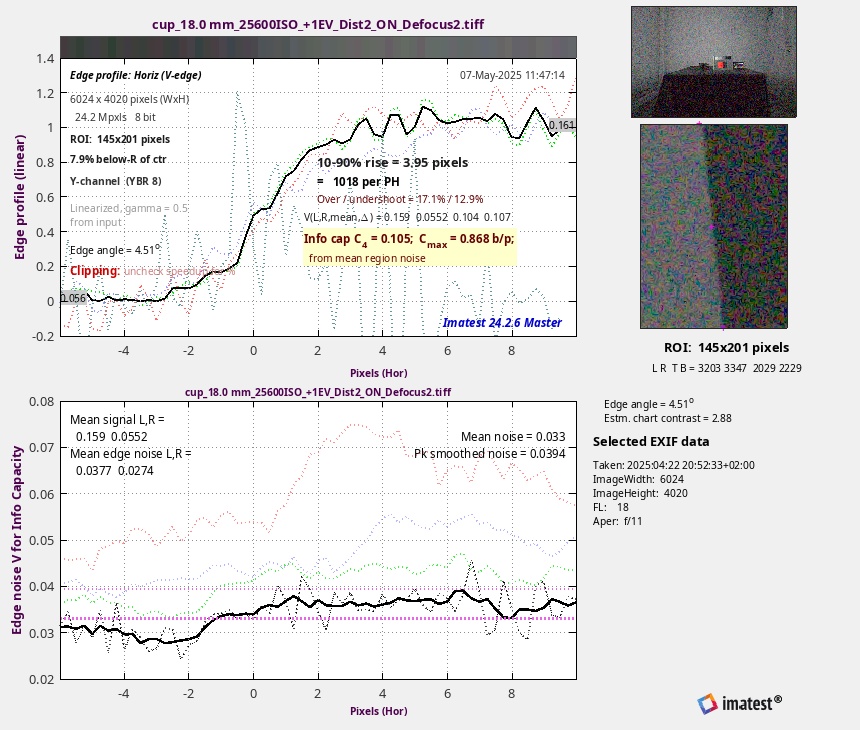 cup_18.0 mm_25600ISO_+1EV_Dist2_ON_Defocus2.tiff
Edge profile: Horiz (V-edge)
07-May-2025 11:47:14
6024 x 4020 pixels (WxH)
24.2 Mpxls 8 bit
ROI: 145x201 pixels
7.9% below-R of ctr
Y-channel (YBR 8)
Linearized, gamma = 0.5
from input
Edge angle = 4.51°
Clipping: uncheck speedup
0.161
10-90% rise = 3.95 pixels
= 1018 per PH
Over / undershoot = 17.1% / 12.9%
V(L,R,mean,Δ) = 0.159 0.0552 0.104 0.107
Info cap C4 = 0.105; Cmax = 0.868 b/p;
from mean region noise
0.056
Imatest 24.2.6 Master
Edge profile (linear)
1.4
1.2
1
0.8
0.6
0.4
0.2
0
-0.2
-4 -2 0 2 4 6 8
Pixels (Hor)
cup_18.0 mm_25600ISO_+1EV_Dist2_ON_Defocus2.tiff
Mean signal L,R =
0.159 0.0552
Mean edge noise L,R =
0.0377 0.0274
Mean noise = 0.033
Pk smoothed noise = 0.0394
Edge noise V for Info Capacity
0.08
0.07
0.06
0.05
0.04
0.03
0.02
-4 -2 0 2 4 6 8
Pixels (Hor)
ROI: 145x201 pixels
L R T B = 3203 3347 2029 2229
Edge angle = 4.51°
Estm. chart contrast = 2.88
Selected EXIF data
Taken: 2025:04:22 20:52:33+02:00
ImageWidth: 6024
ImageHeight: 4020
FL: 18
Aper: f/11
imatest®